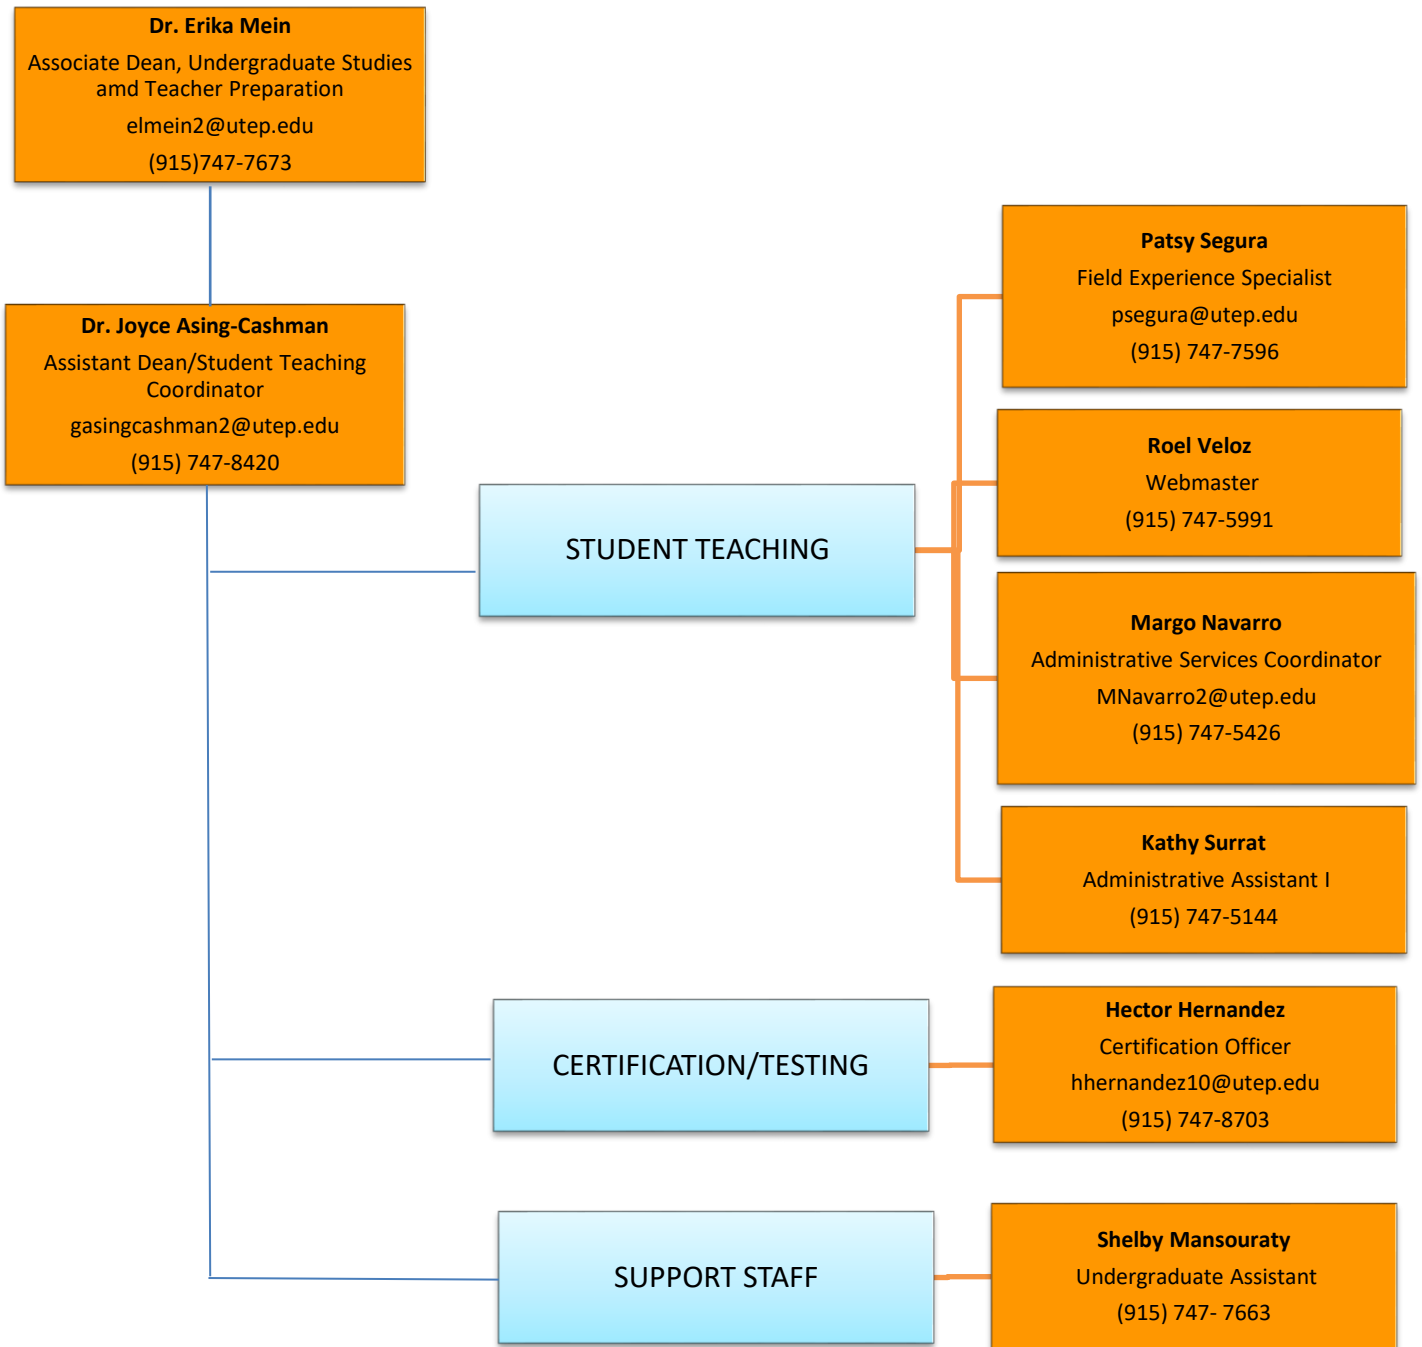 Dr. Erika Mein
Associate Dean, Undergraduate Studies
amd Teacher Preparation
elmein2@utep.edu
(915)747-7673
Dr. Joyce Asing-Cashman
Assistant Dean/Student Teaching
Coordinator
gasingcashman2@utep.edu
(915) 747-8420
STUDENT TEACHING
Patsy Segura
Field Experience Specialist
psegura@utep.edu
(915) 747-7596
Roel Veloz
Webmaster
(915) 747-5991
Margo Navarro
Administrative Services Coordinator
MNavarro2@utep.edu
(915) 747-5426
Kathy Surrat
Administrative Assistant I
(915) 747-5144
CERTIFICATION/TESTING
Hector Hernandez
Certification Officer
hhernandez10@utep.edu
(915) 747-8703
SUPPORT STAFF
Shelby Mansouraty
Undergraduate Assistant
(915) 747- 7663